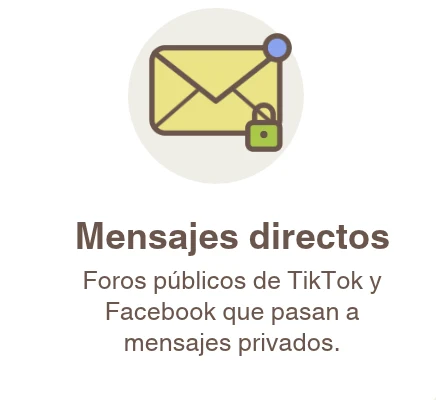 Mensajes directos
Foros públicos de TikTok y
Facebook que pasan a
mensajes privados.